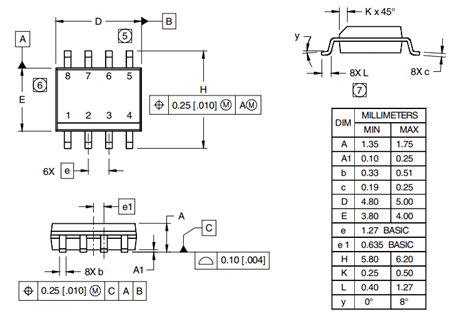 D
B
5
K x 45°
A
y
6
8 7 6 5
E
H
8X L
8X c
7
1 2 3 4
0.25 [.010] Ⓜ A Ⓜ
6X e
e1
A
C
8X b
A1
0.10 [.004]
0.25 [.010] Ⓜ C A B
DIM MILLIMETERS
MIN MAX
A 1.35 1.75
A1 0.10 0.25
b 0.33 0.51
c 0.19 0.25
D 4.80 5.00
E 3.80 4.00
e 1.27 BASIC
e 1 0.635 BASIC
H 5.80 6.20
K 0.25 0.50
L 0.40 1.27
y 0° 8°